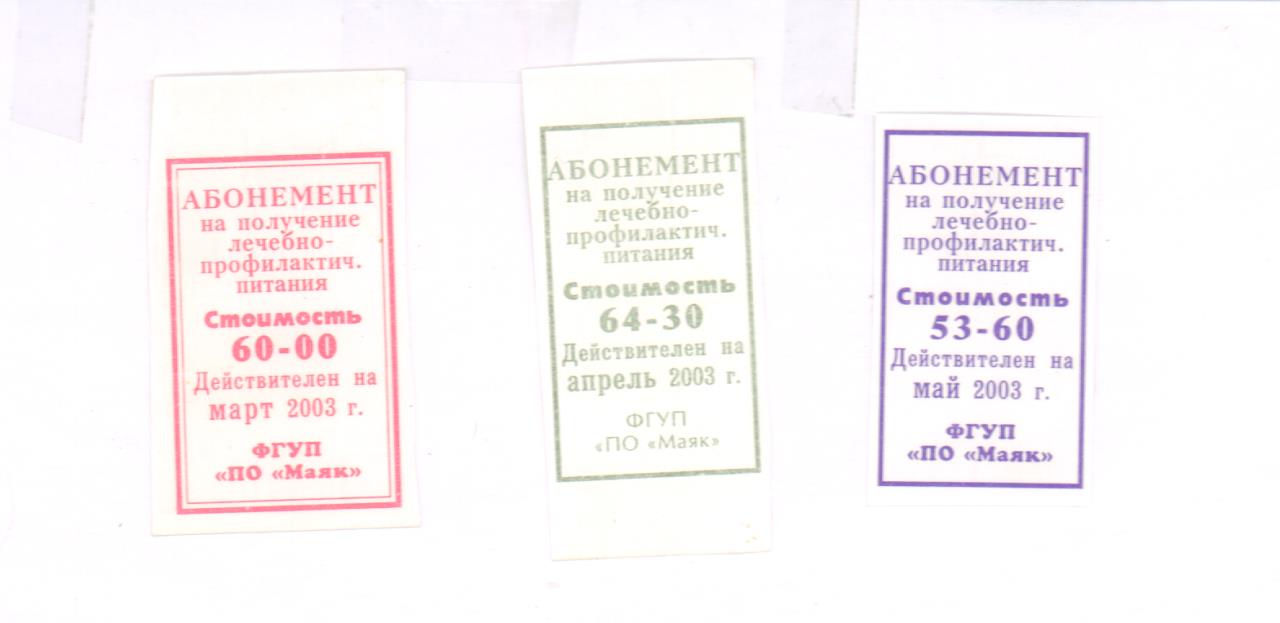 АБОНЕМЕНТ
на получение
лечебно-
профилактич.
питания
Стоимость
60-00
Действителен на
март 2003 г.
ФГУП
«ПО «Маяк»
АБОНЕМЕНТ
на получение
лечебно-
профилактич.
питания
Стоимость
64-30
Действителен на
апрель 2003 г.
ФГУП
«ПО «Маяк»
АБОНЕМЕНТ
на получение
лечебно-
профилактич.
питания
Стоимость
53-60
Действителен на
май 2003 г.
ФГУП
«ПО «Маяк»